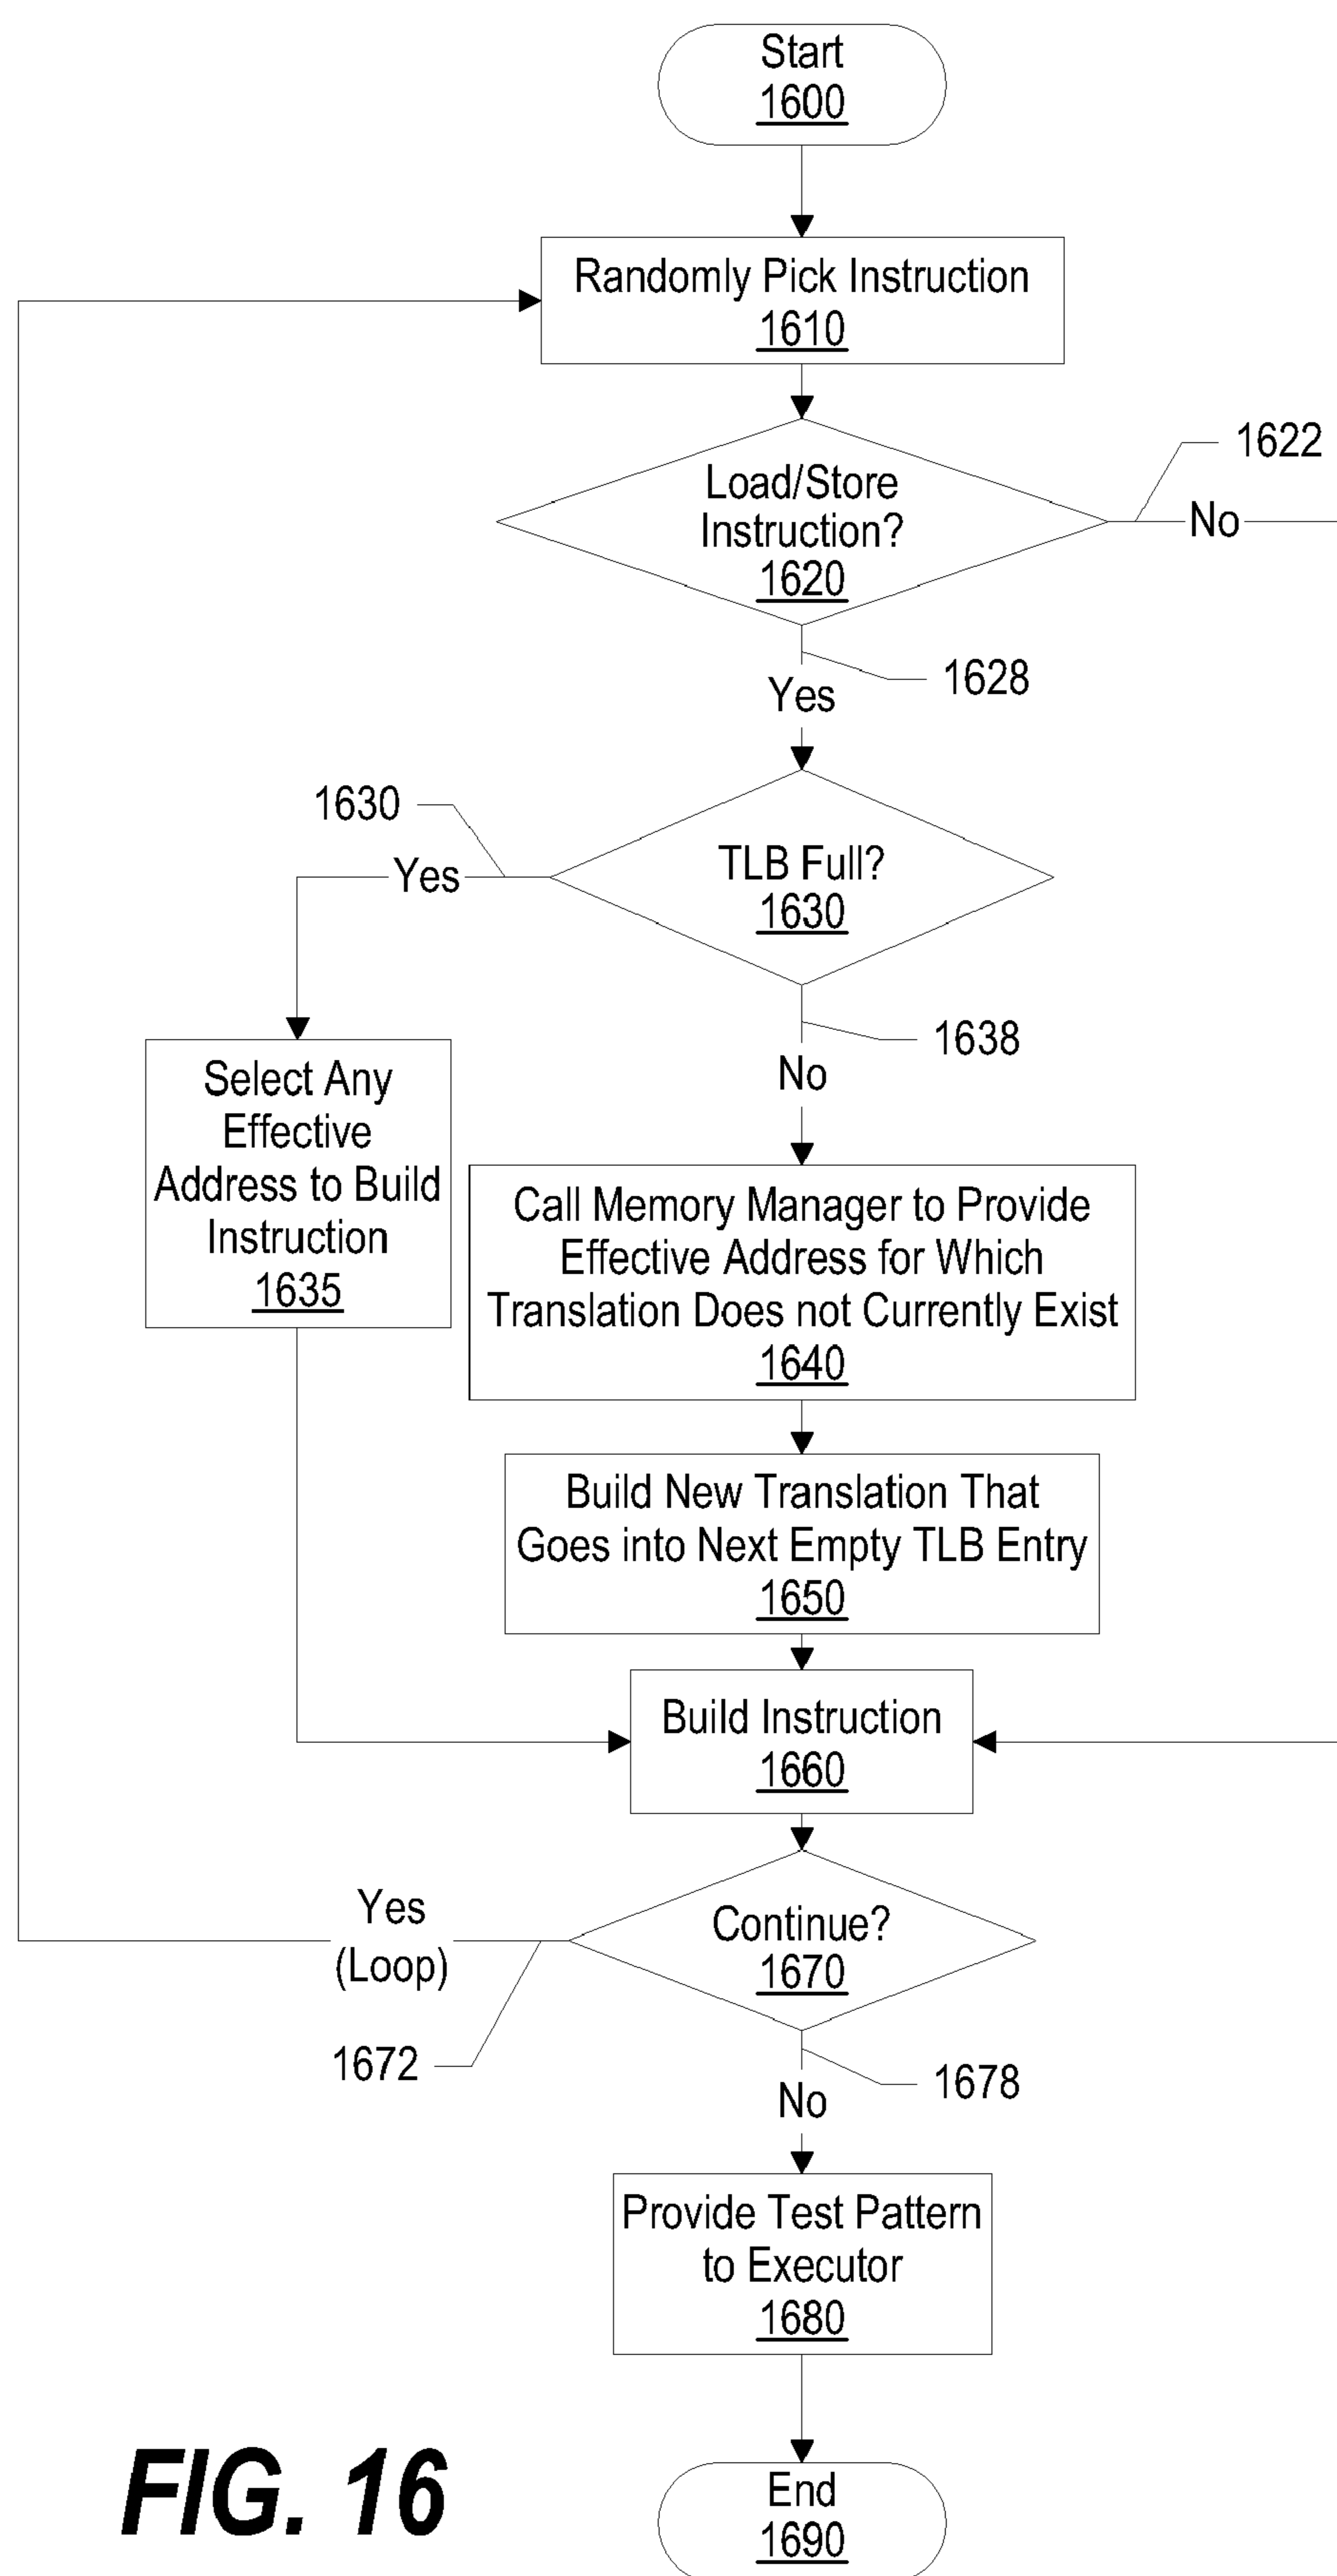 Start
1600
Randomly Pick Instruction
1610
Load/Store
Instruction?
1620
1622
No
1628
Yes
1630
Yes
TLB Full?
1630
1638
No
Select Any
Effective
Address to Build
Instruction
1635
Call Memory Manager to Provide
Effective Address for Which
Translation Does not Currently Exist
1640
Build New Translation That
Goes into Next Empty TLB Entry
1650
Build Instruction
1660
Yes
(Loop)
Continue?
1670
1672
1678
No
Provide Test Pattern
to Executor
1680
End
1690
FIG. 16